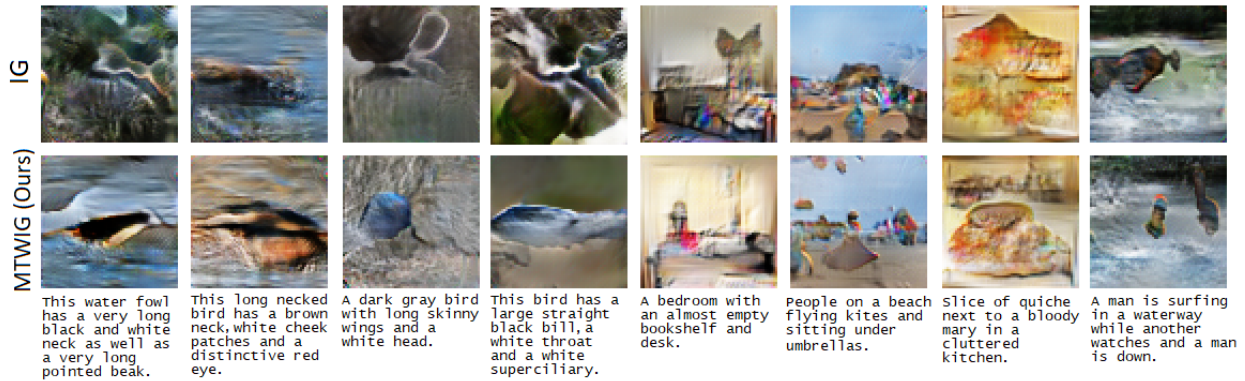 IG
MTWIG (Ours)
This water fowl
has a very long
black and white
neck as well as
a very long
pointed beak.
This long necked
bird has a brown
neck, white cheek
patches and a
distinctive red
eye.
A dark gray bird
with long skinny
wings and a
white head.
This bird has a
large straight
black bill, a
white throat
and a white
superciliary.
A bedroom with
an almost empty
bookshelf and
desk.
People on a beach
flying kites and
sitting under
umbrellas.
Slice of quiche
next to a bloody
mary in a
cluttered
kitchen.
A man is surfing
in a waterway
while another
watches and a man
is down.